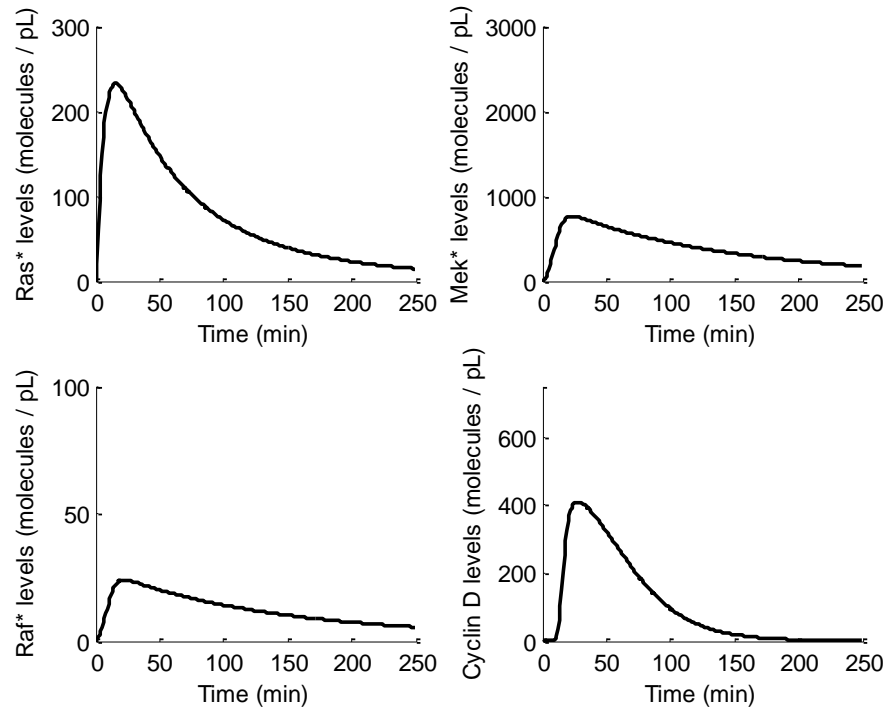 Ras* levels (molecules / pL)
300
200
100
0
0 50 100 150 200 250
Time (min)
Mek* levels (molecules / pL)
3000
2000
1000
0
0 50 100 150 200 250
Time (min)
Raf* levels (molecules / pL)
100
50
0
0 50 100 150 200 250
Time (min)
Cyclin D levels (molecules / pL)
600
400
200
0
0 50 100 150 200 250
Time (min)